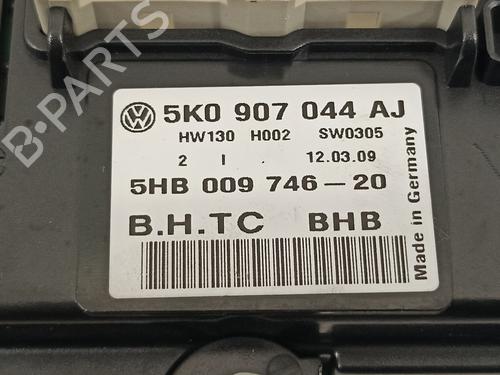 5K0 907 044 AJ
HW130 H002 SW0305
2 I . 12.03.09
5HB 009 746-20
B.H.TC BHB
Made in Germany
B-PARTS